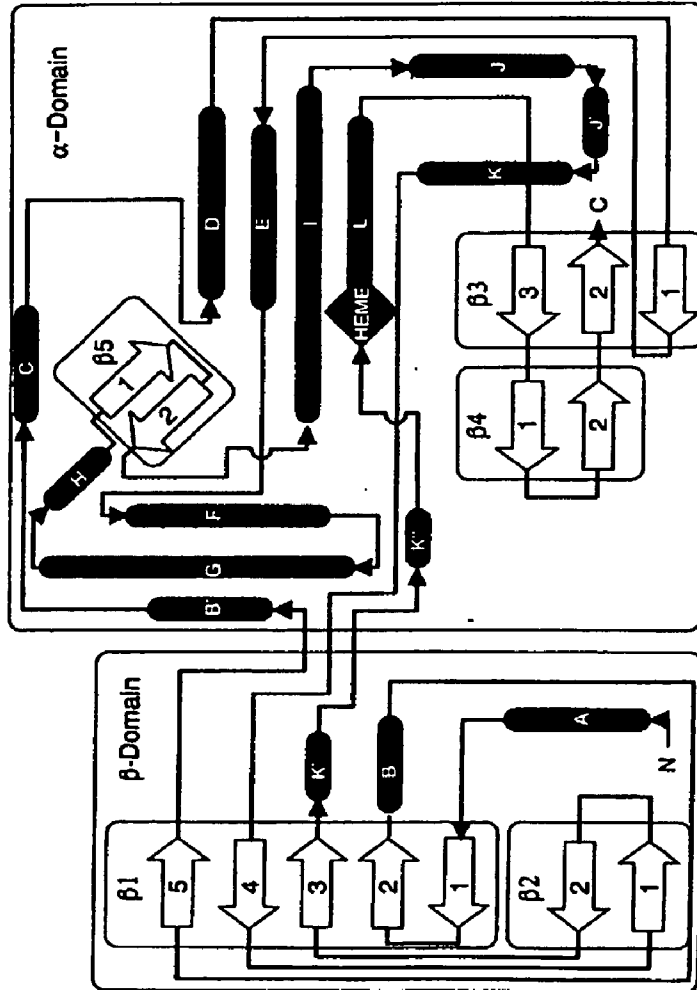 α-Domain
C
D
E
I
L
HEME
J
J'
K
H
β5
1
2
F
G
B'
K''
β3
3
2
1
C
β4
1
2
β-Domain
β1
5
4
3
2
1
K'
B
A
N
β2
2
1